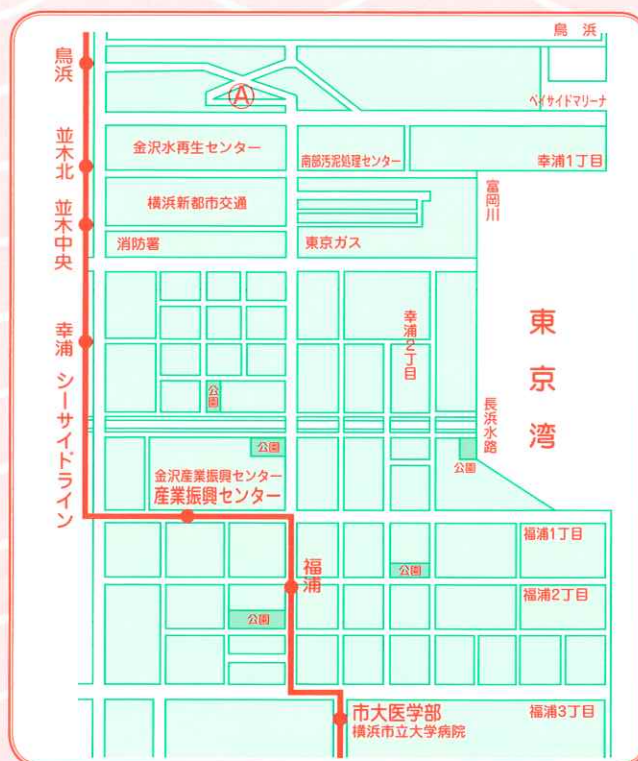 鳥浜
鳥浜
Ⓐ
ベイサイドマリーナ
並木北
金沢水再生センター
南部汚泥処理センター
幸浦1丁目
富岡川
横浜新都市交通
並木中央
消防署
東京ガス
東京湾
幸浦
幸浦2丁目
公園
シーサイドライン
長浜水路
公園
公園
金沢産業振興センター
産業振興センター
福浦1丁目
福浦
公園
福浦2丁目
公園
市大医学部
横浜市立大学病院
福浦3丁目